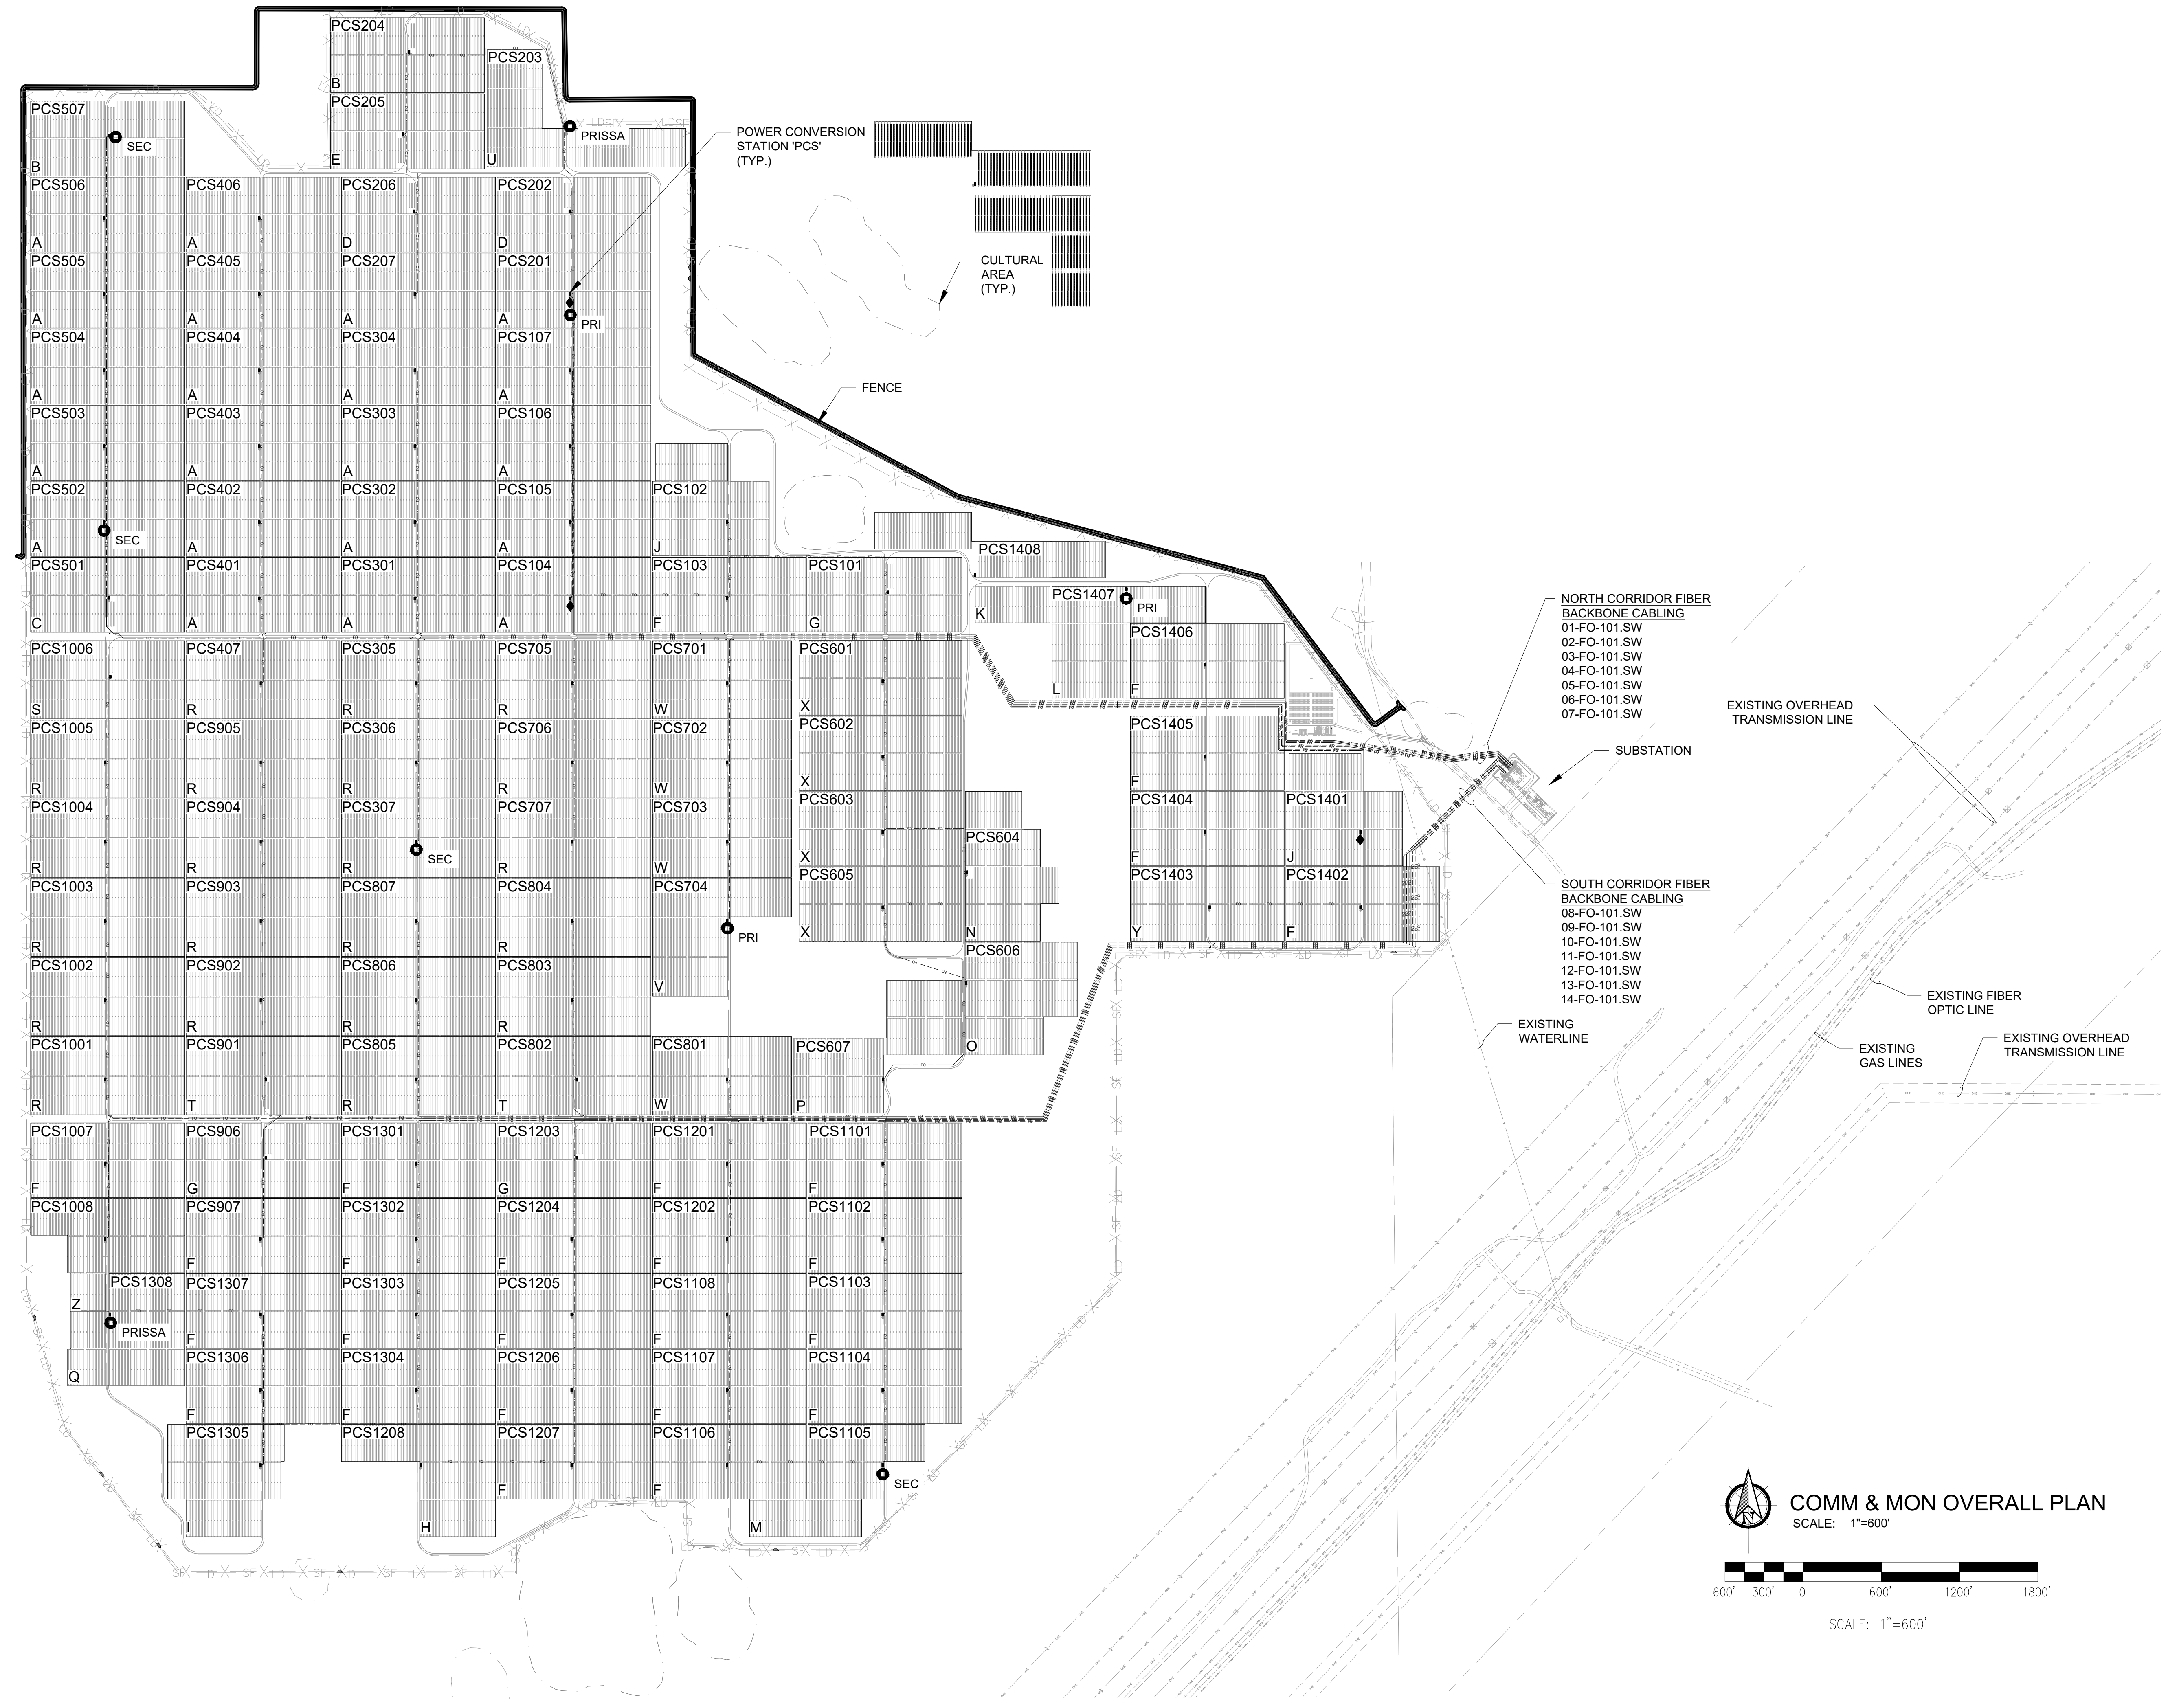 PCS204
PCS203
B
PCS205
PRISSA
E
U
PCS507
SEC
B
POWER CONVERSION
STATION 'PCS'
(TYP.)
PCS506
PCS406
PCS206
PCS202
A
A
D
D
PCS505
PCS405
PCS207
PCS201
CULTURAL
AREA
(TYP.)
A
A
A
A
PRI
PCS504
PCS404
PCS304
PCS107
A
A
A
A
FENCE
PCS503
PCS403
PCS303
PCS106
A
A
A
A
PCS502
PCS402
PCS302
PCS105
PCS102
SEC
A
A
A
A
J
PCS501
PCS401
PCS301
PCS104
PCS103
PCS101
C
A
A
A
F
G
PCS1408
K
PCS1407
PRI
PCS1406
L
F
NORTH CORRIDOR FIBER
BACKBONE CABLING
01-FO-101.SW
02-FO-101.SW
03-FO-101.SW
04-FO-101.SW
05-FO-101.SW
06-FO-101.SW
07-FO-101.SW
PCS1006
PCS407
PCS305
PCS705
PCS701
PCS601
S
R
R
R
W
X
PCS1005
PCS905
PCS306
PCS706
PCS702
PCS602
R
R
R
R
W
X
PCS1405
F
EXISTING OVERHEAD
TRANSMISSION LINE
SUBSTATION
PCS1004
PCS904
PCS307
PCS707
PCS703
PCS603
SEC
R
R
R
R
W
X
PCS604
N
PCS1404
PCS1401
F
J
PCS1003
PCS903
PCS807
PCS804
PCS704
PCS605
R
R
R
R
V
X
PRI
PCS1403
PCS1402
Y
F
SOUTH CORRIDOR FIBER
BACKBONE CABLING
08-FO-101.SW
09-FO-101.SW
10-FO-101.SW
11-FO-101.SW
12-FO-101.SW
13-FO-101.SW
14-FO-101.SW
PCS1002
PCS902
PCS806
PCS803
PCS606
R
R
R
R
O
EXISTING
WATERLINE
EXISTING FIBER
OPTIC LINE
EXISTING
GAS LINES
EXISTING OVERHEAD
TRANSMISSION LINE
PCS1001
PCS901
PCS805
PCS802
PCS801
PCS607
R
T
R
T
W
P
PCS1007
PCS906
PCS1301
PCS1203
PCS1201
PCS1101
F
G
F
G
F
F
PCS1008
PCS907
PCS1302
PCS1204
PCS1202
PCS1102
Z
F
F
F
F
F
PCS1308
PCS1307
PCS1303
PCS1205
PCS1108
PCS1103
PRISSA
F
F
F
F
F
Q
PCS1306
PCS1304
PCS1206
PCS1107
PCS1104
F
F
F
F
F
PCS1305
PCS1208
PCS1207
PCS1106
PCS1105
SEC
F
F
I
H
M
N
COMM & MON OVERALL PLAN
SCALE: 1"=600'
600' 300' 0 600' 1200' 1800'
SCALE: 1"=600'